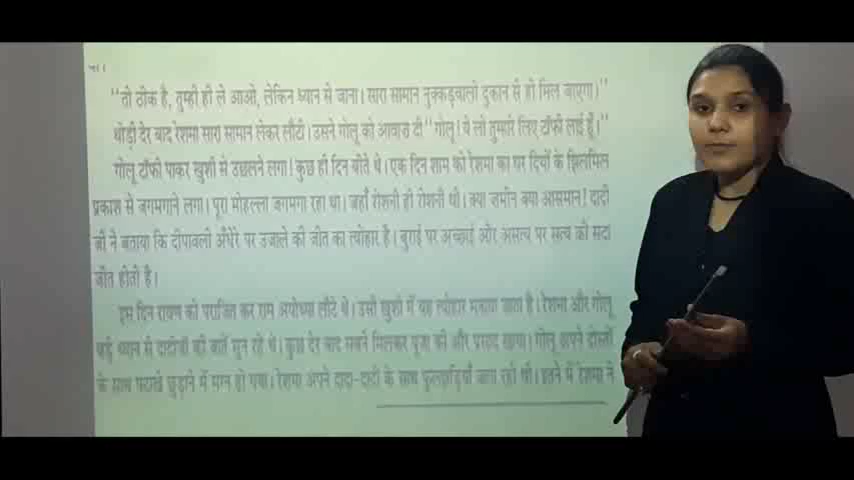 "तो ठीक है, तुम्ही ही ले आओ, लेकिन ध्यान से जाना। सारा सामान नुक्कड़वाली दुकान से ही मिल जाएगा।"
थोड़ी देर बाद रेशमा सारा सामान लेकर लौटी। उसने गोलू को आवाज दी "गोलू! ये लो तुम्हारे लिए टॉफी लाई हूँ।"
गोलू टॉफी पाकर खुशी से उछलने लगा! कुछ ही दिन बीते थे। एक दिन शाम को रेशमा का घर दियों के झिलमिल
प्रकाश से जगमगाने लगा। पूरा मोहल्ला जगमगा रहा था। जहाँ रोशनी ही रोशनी थी। क्या जमीन क्या आसमान! दादी
जी ने बताया कि दीपावली अँधेरे पर उजाले की जीत का त्योहार है। बुराई पर अच्छाई और असत्य पर सत्य की सदा
जीत होती है।
इस दिन रावण को पराजित कर राम अयोध्या लौटे थे। उसी खुशी में यह त्योहार मनाया जाता है। रेशमा और गोलू
बड़े ध्यान से दादीजी की बातें सुन रहे थे। कुछ देर बाद सबने मिलकर पूजा की और प्रसाद खाया। गोलू अपने दोस्तों
के साथ पटाखे छुड़ाने में मग्न हो गया। रेशमा अपने दादा-दादी के साथ फुलझड़ियाँ जला रही थी। इतने में रेशमा ने